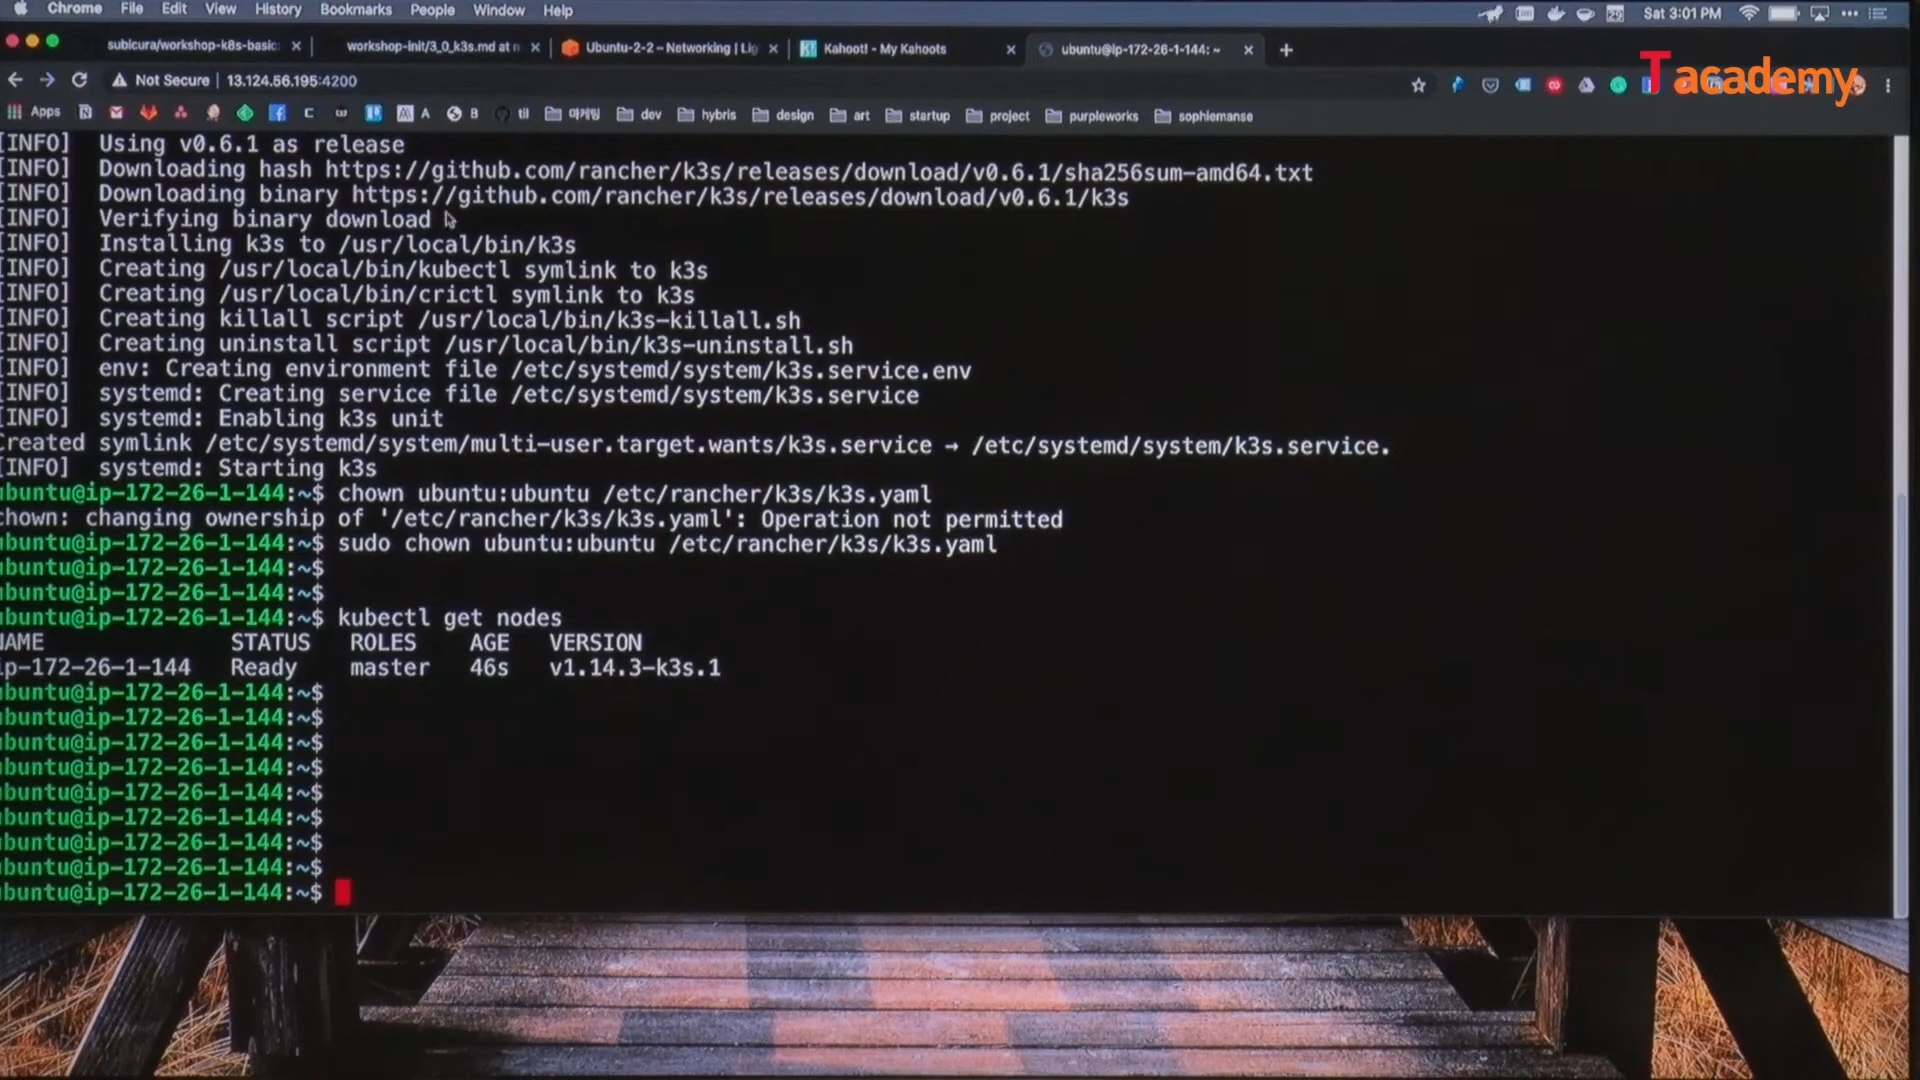 Chrome File Edit View History Bookmarks People Window Help
29 Sat 3:01 PM
subicura/workshop-k8s-basic
workshop-init/3_0_k3s.md at
Ubuntu-2-2 – Networking | Lig
Kahoot! - My Kahoots
ubuntu@ip-172-26-1-144: ~
Not Secure | 13.124.56.195:4200
T academy
Apps A B til 마케팅 dev hybris design art startup project purpleworks sophiemanse
[INFO] Using v0.6.1 as release
[INFO] Downloading hash https://github.com/rancher/k3s/releases/download/v0.6.1/sha256sum-amd64.txt
[INFO] Downloading binary https://github.com/rancher/k3s/releases/download/v0.6.1/k3s
[INFO] Verifying binary download
[INFO] Installing k3s to /usr/local/bin/k3s
[INFO] Creating /usr/local/bin/kubectl symlink to k3s
[INFO] Creating /usr/local/bin/crictl symlink to k3s
[INFO] Creating killall script /usr/local/bin/k3s-killall.sh
[INFO] Creating uninstall script /usr/local/bin/k3s-uninstall.sh
[INFO] env: Creating environment file /etc/systemd/system/k3s.service.env
[INFO] systemd: Creating service file /etc/systemd/system/k3s.service
[INFO] systemd: Enabling k3s unit
Created symlink /etc/systemd/system/multi-user.target.wants/k3s.service → /etc/systemd/system/k3s.service.
[INFO] systemd: Starting k3s
ubuntu@ip-172-26-1-144:~$ chown ubuntu:ubuntu /etc/rancher/k3s/k3s.yaml
chown: changing ownership of '/etc/rancher/k3s/k3s.yaml': Operation not permitted
ubuntu@ip-172-26-1-144:~$ sudo chown ubuntu:ubuntu /etc/rancher/k3s/k3s.yaml
ubuntu@ip-172-26-1-144:~$
ubuntu@ip-172-26-1-144:~$
ubuntu@ip-172-26-1-144:~$ kubectl get nodes
NAME STATUS ROLES AGE VERSION
ip-172-26-1-144 Ready master 46s v1.14.3-k3s.1
ubuntu@ip-172-26-1-144:~$
ubuntu@ip-172-26-1-144:~$
ubuntu@ip-172-26-1-144:~$
ubuntu@ip-172-26-1-144:~$
ubuntu@ip-172-26-1-144:~$
ubuntu@ip-172-26-1-144:~$
ubuntu@ip-172-26-1-144:~$
ubuntu@ip-172-26-1-144:~$
ubuntu@ip-172-26-1-144:~$